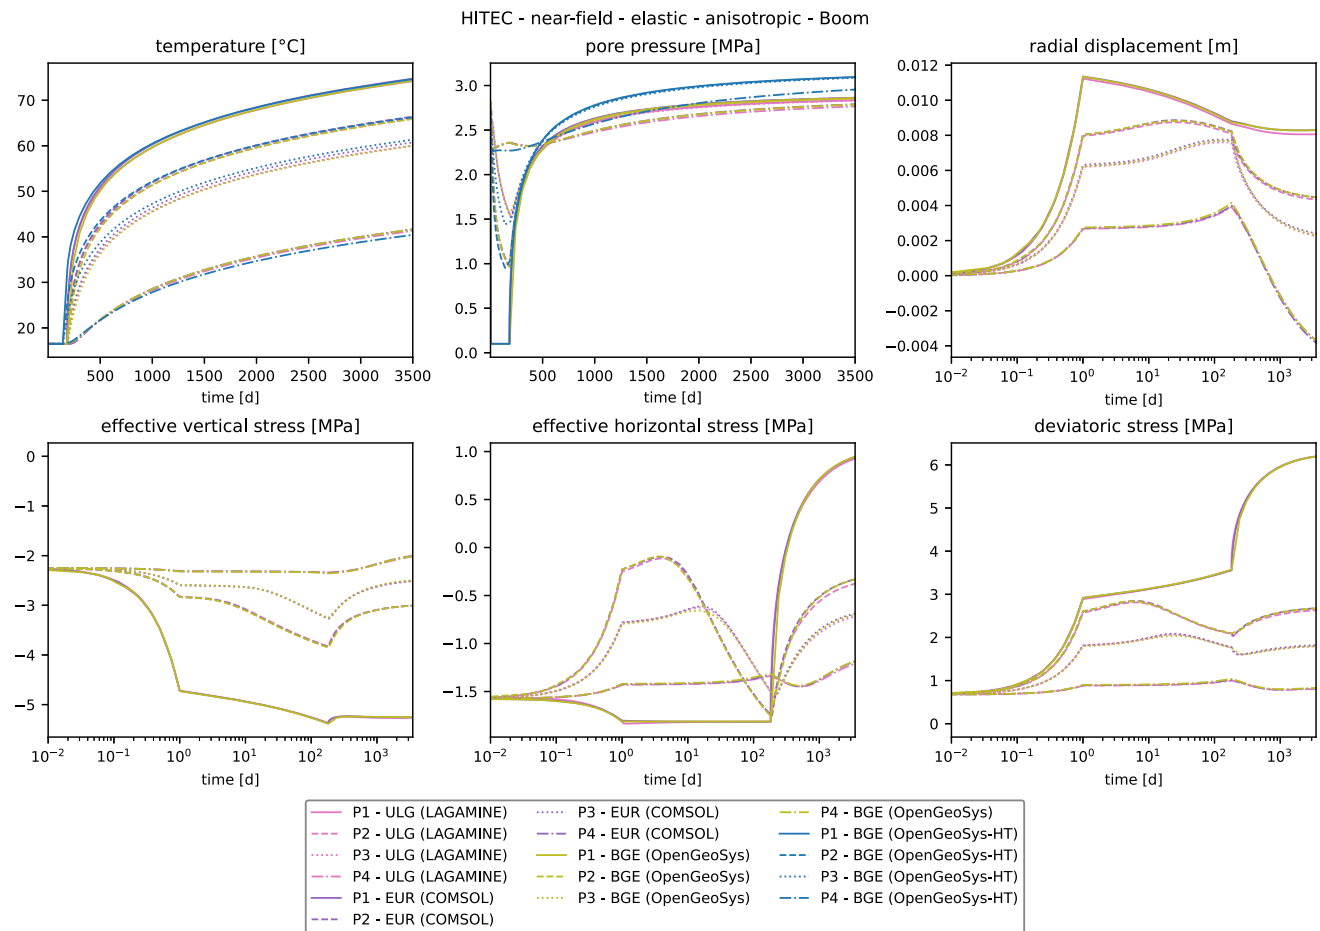 HITEC - near-field - elastic - anisotropic - Boom
temperature [°C]
70
60
50
40
30
20
500 1000 1500 2000 2500 3000 3500
time [d]
pore pressure [MPa]
3.0
2.5
2.0
1.5
1.0
0.5
0.0
500 1000 1500 2000 2500 3000 3500
time [d]
radial displacement [m]
0.012
0.010
0.008
0.006
0.004
0.002
0.000
−0.002
−0.004
10⁻² 10⁻¹ 10⁰ 10¹ 10² 10³
time [d]
effective vertical stress [MPa]
0
−1
−2
−3
−4
−5
10⁻² 10⁻¹ 10⁰ 10¹ 10² 10³
time [d]
effective horizontal stress [MPa]
1.0
0.5
0.0
−0.5
−1.0
−1.5
10⁻² 10⁻¹ 10⁰ 10¹ 10² 10³
time [d]
deviatoric stress [MPa]
6
5
4
3
2
1
0
10⁻² 10⁻¹ 10⁰ 10¹ 10² 10³
time [d]
P1 - ULG (LAGAMINE)
P2 - ULG (LAGAMINE)
P3 - ULG (LAGAMINE)
P4 - ULG (LAGAMINE)
P1 - EUR (COMSOL)
P2 - EUR (COMSOL)
P3 - EUR (COMSOL)
P4 - EUR (COMSOL)
P1 - BGE (OpenGeoSys)
P2 - BGE (OpenGeoSys)
P3 - BGE (OpenGeoSys)
P4 - BGE (OpenGeoSys)
P1 - BGE (OpenGeoSys-HT)
P2 - BGE (OpenGeoSys-HT)
P3 - BGE (OpenGeoSys-HT)
P4 - BGE (OpenGeoSys-HT)